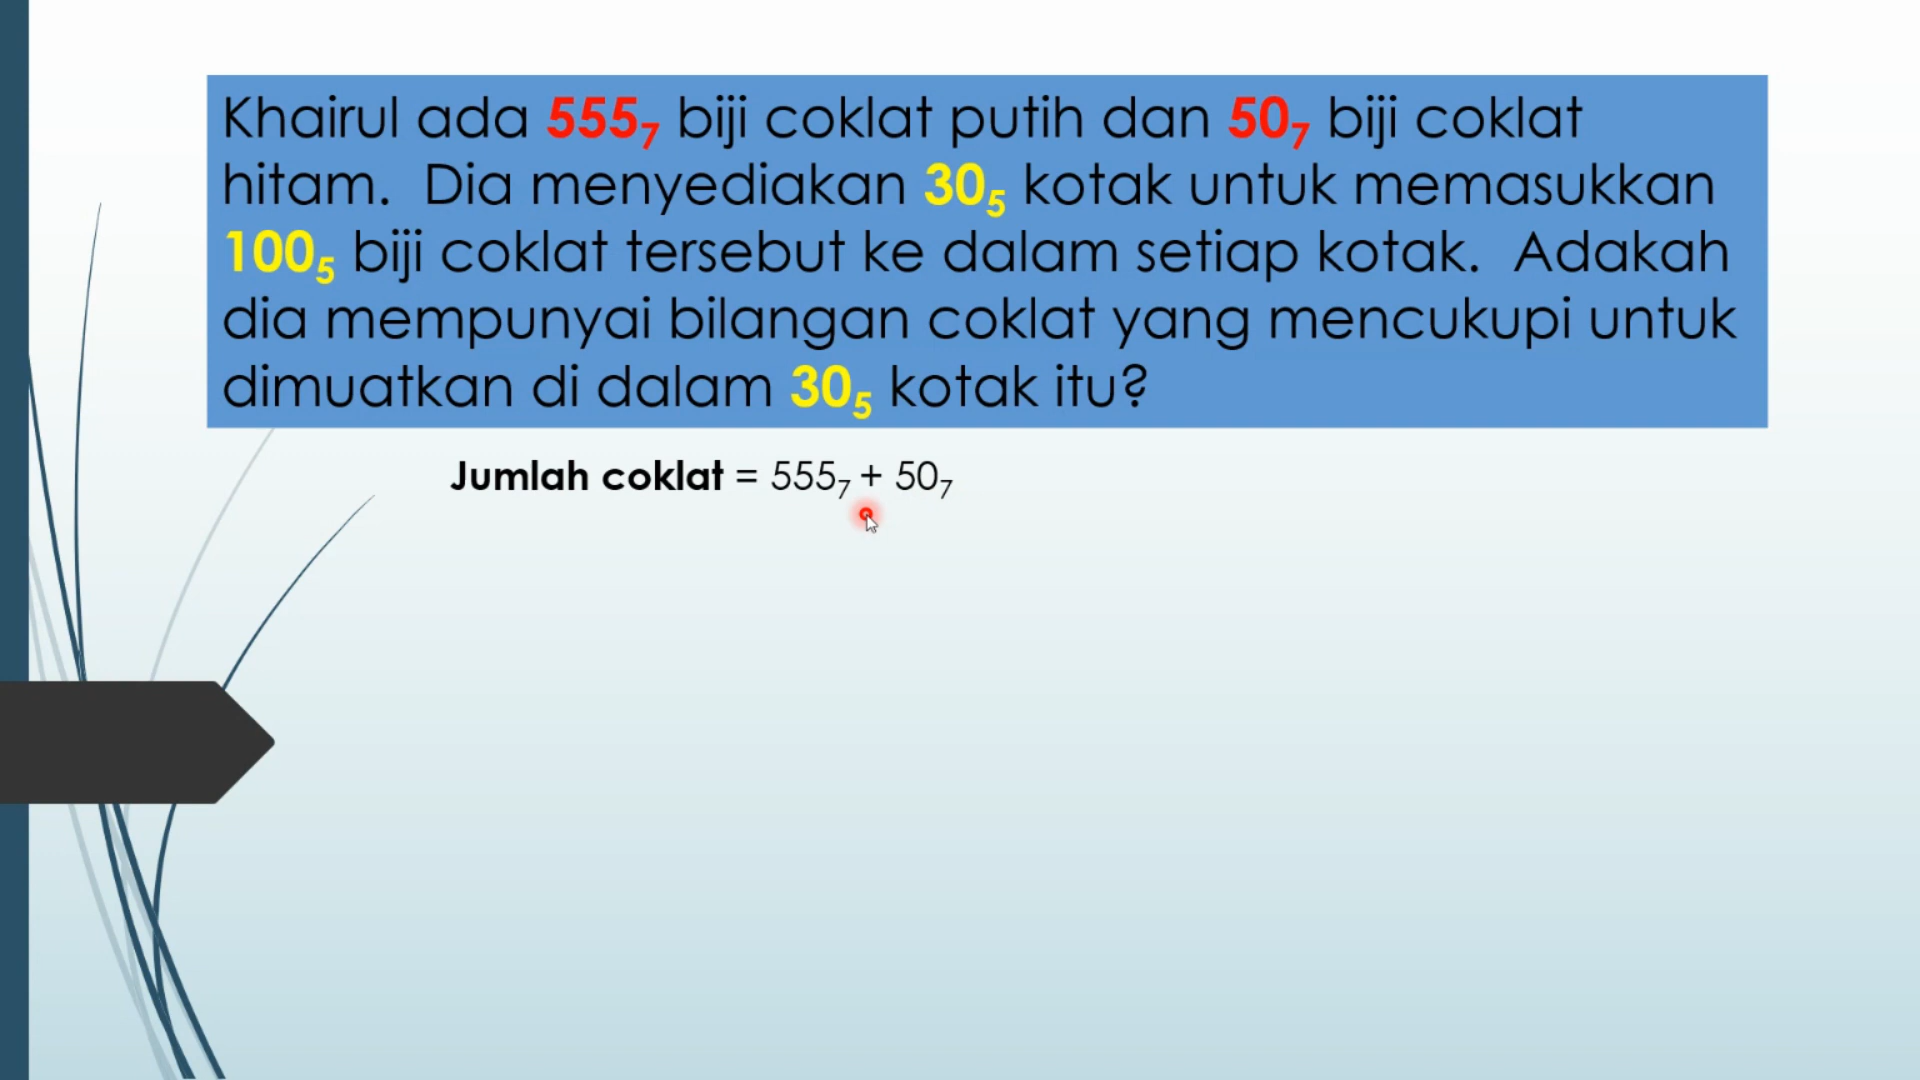 Khairul ada 555₇ biji coklat putih dan 50₇ biji coklat
hitam. Dia menyediakan 30₅ kotak untuk memasukkan
100₅ biji coklat tersebut ke dalam setiap kotak. Adakah
dia mempunyai bilangan coklat yang mencukupi untuk
dimuatkan di dalam 30₅ kotak itu?
Jumlah coklat = 555₇ + 50₇